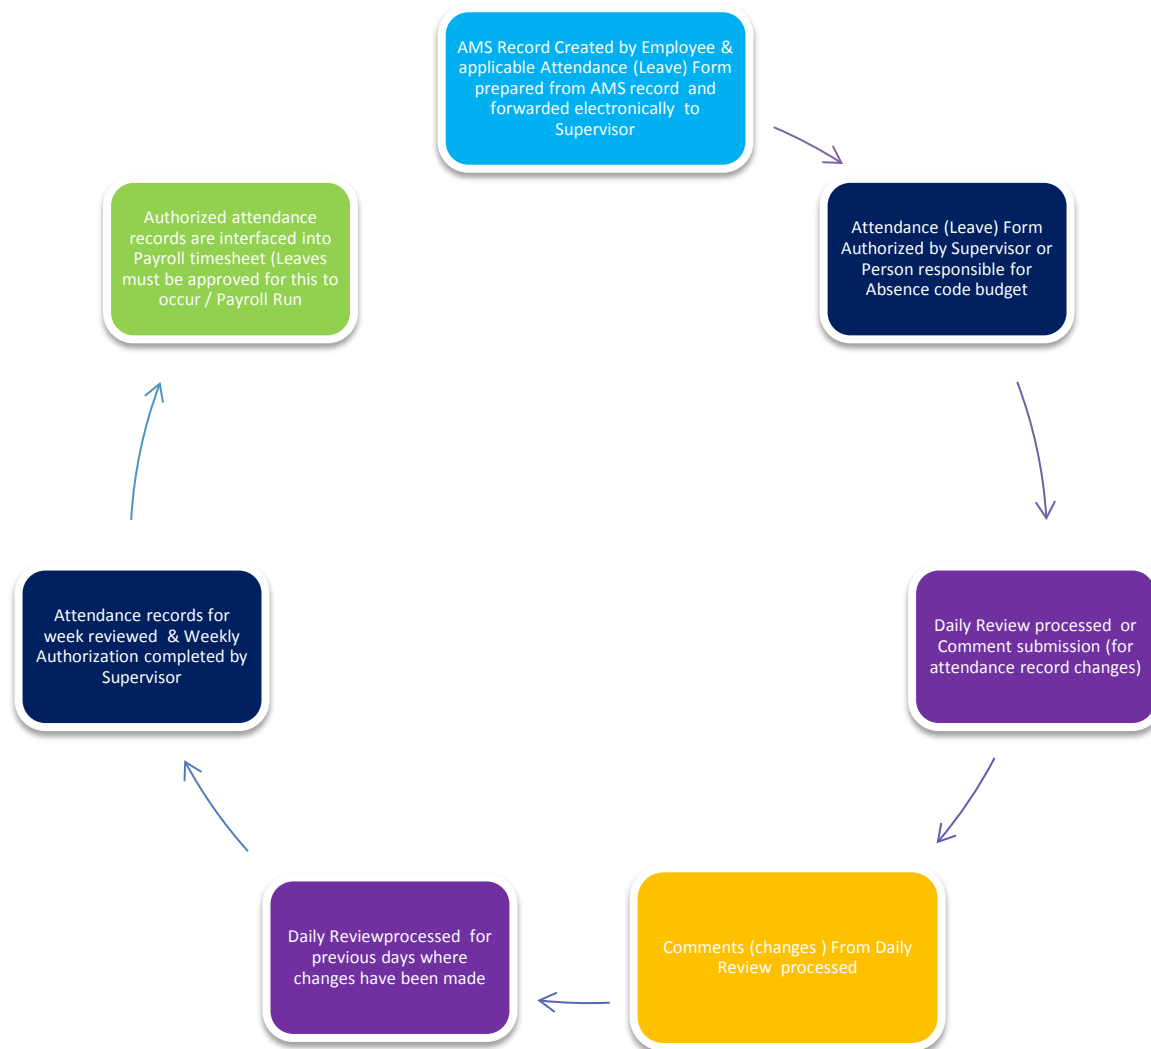 AMS Record Created by Employee &
applicable Attendance (Leave) Form
prepared from AMS record and
forwarded electronically to
Supervisor
Attendance (Leave) Form
Authorized by Supervisor or
Person responsible for
Absence code budget
Daily Review processed or
Comment submission (for
attendance record changes)
Comments (changes ) From Daily
Review processed
Daily Reviewprocessed for
previous days where
changes have been made
Attendance records for
week reviewed & Weekly
Authorization completed by
Supervisor
Authorized attendance
records are interfaced into
Payroll timesheet (Leaves
must be approved for this to
occur / Payroll Run